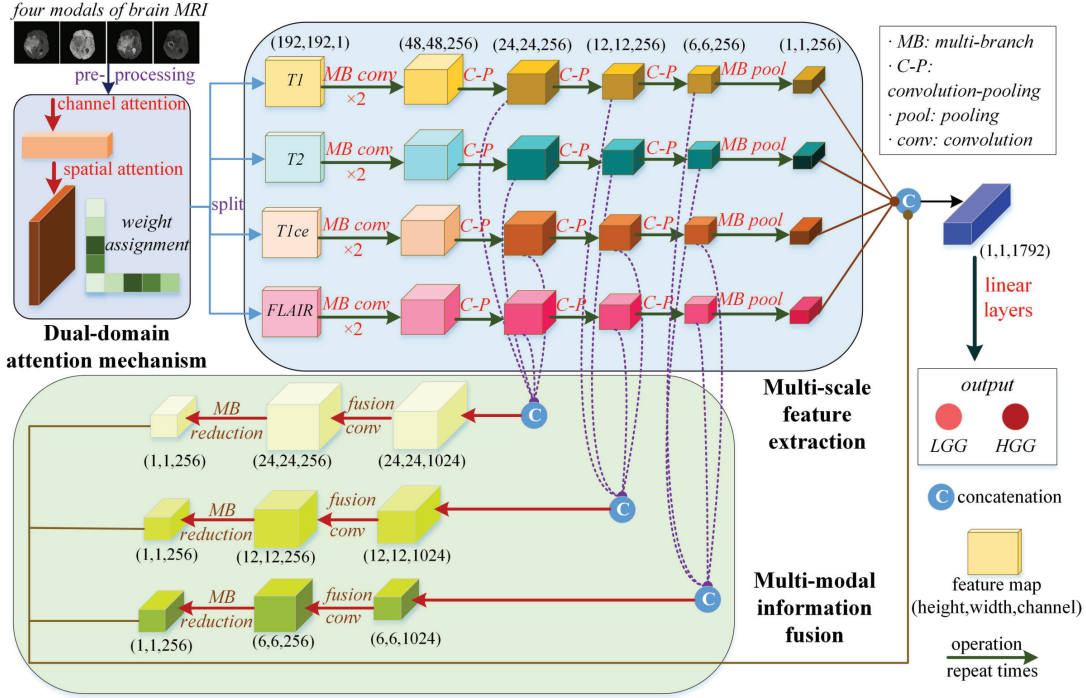 four modals of brain MRI
pre- processing
channel attention
spatial attention
weight
assignment
Dual-domain
attention mechanism
split
(192,192,1) (48,48,256) (24,24,256) (12,12,256) (6,6,256) (1,1,256)
T1 MB conv ×2 C-P C-P C-P MB pool
T2 MB conv ×2 C-P C-P C-P MB pool
T1ce MB conv ×2 C-P C-P C-P MB pool
FLAIR MB conv ×2 C-P C-P C-P MB pool
Multi-scale
feature
extraction
· MB: multi-branch
· C-P:
convolution-pooling
· pool: pooling
· conv: convolution
C
(1,1,1792)
linear
layers
output
LGG HGG
C concatenation
feature map
(height,width,channel)
operation
repeat times
MB reduction fusion conv C
(1,1,256) (24,24,256) (24,24,1024)
MB reduction fusion conv C
(1,1,256) (12,12,256) (12,12,1024)
MB reduction fusion conv C
(1,1,256) (6,6,256) (6,6,1024)
Multi-modal
information
fusion